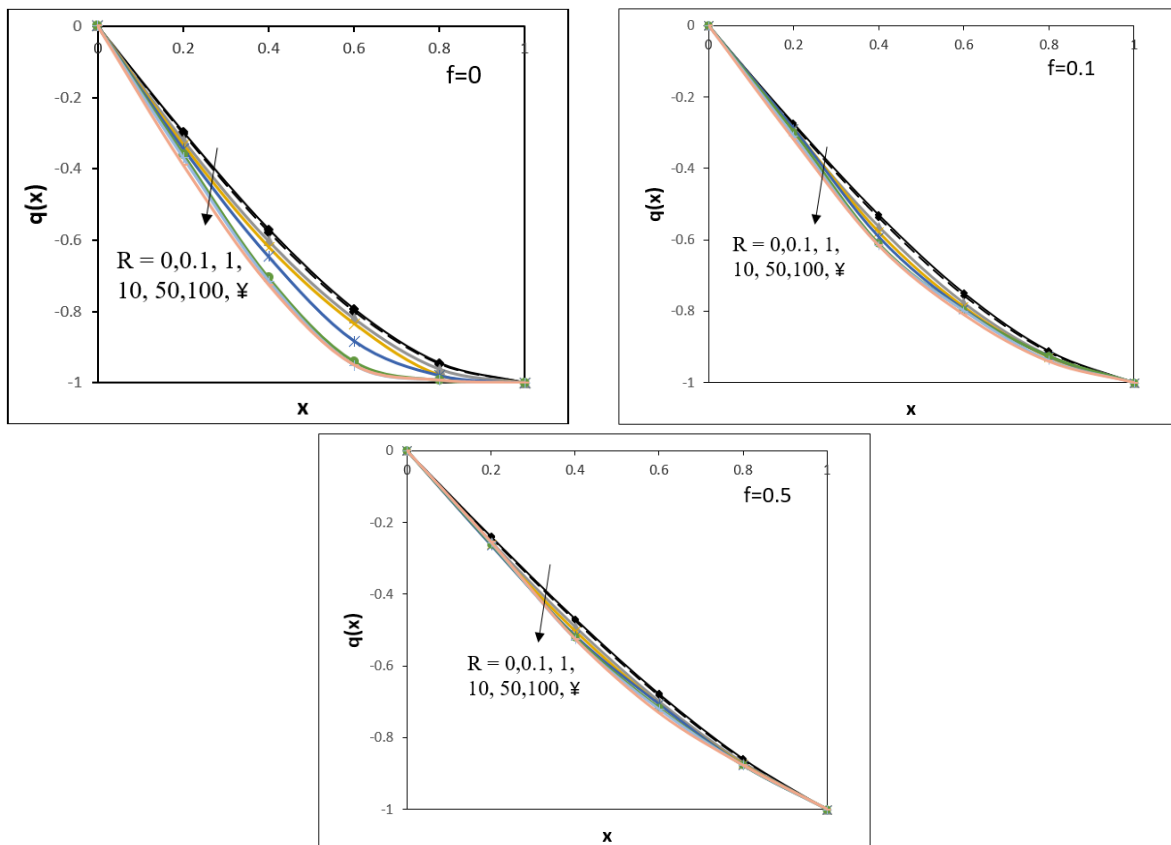 0
0 0.2 0.4 0.6 0.8 1
f=0
-0.2
-0.4
q(x)
-0.6
R = 0,0.1, 1,
10, 50,100, ¥
-0.8
-1
x
0
0 0.2 0.4 0.6 0.8 1
f=0.1
-0.2
-0.4
q(x)
-0.6
R = 0,0.1, 1,
10, 50,100, ¥
-0.8
-1
x
0
0 0.2 0.4 0.6 0.8 1
f=0.5
-0.2
-0.4
q(x)
-0.6
R = 0,0.1, 1,
10, 50,100, ¥
-0.8
-1
x